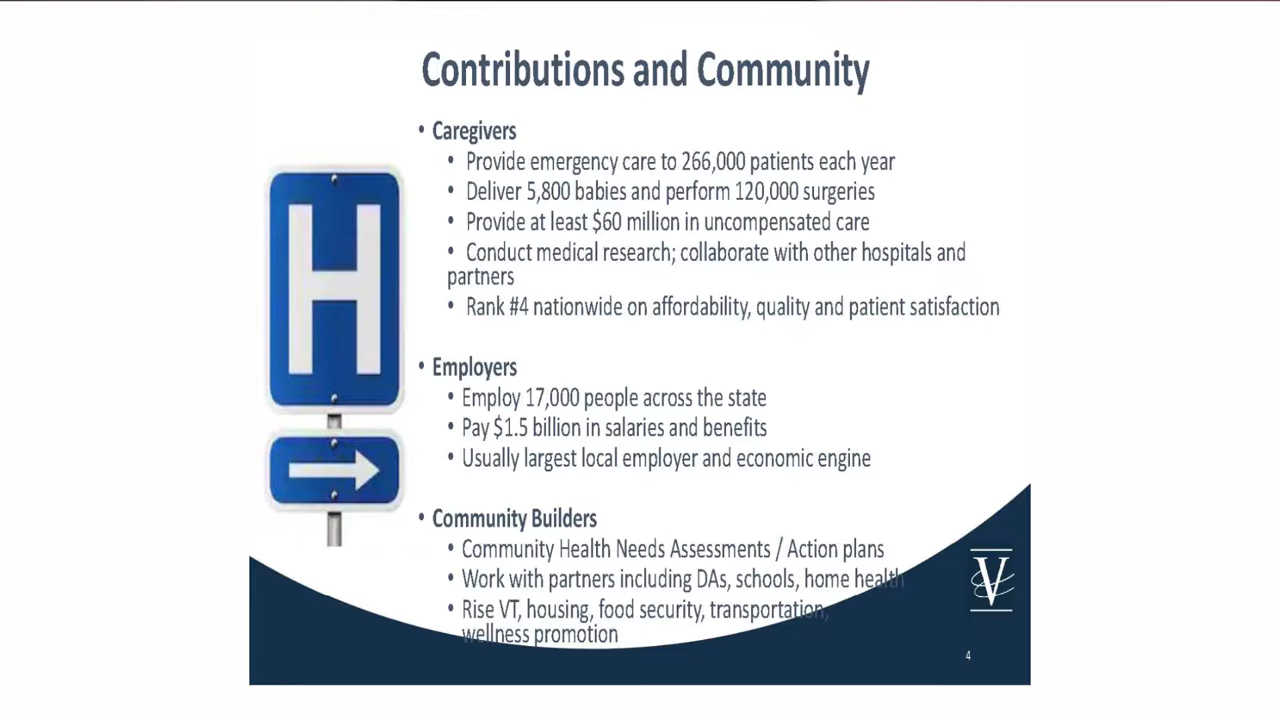 Contributions and Community
• Caregivers
• Provide emergency care to 266,000 patients each year
• Deliver 5,800 babies and perform 120,000 surgeries
• Provide at least $60 million in uncompensated care
• Conduct medical research; collaborate with other hospitals and
partners
• Rank #4 nationwide on affordability, quality and patient satisfaction
H
• Employers
• Employ 17,000 people across the state
• Pay $1.5 billion in salaries and benefits
• Usually largest local employer and economic engine
• Community Builders
• Community Health Needs Assessments / Action plans
• Work with partners including DAs, schools, home health
• Rise VT, housing, food security, transportation,
wellness promotion
V
4